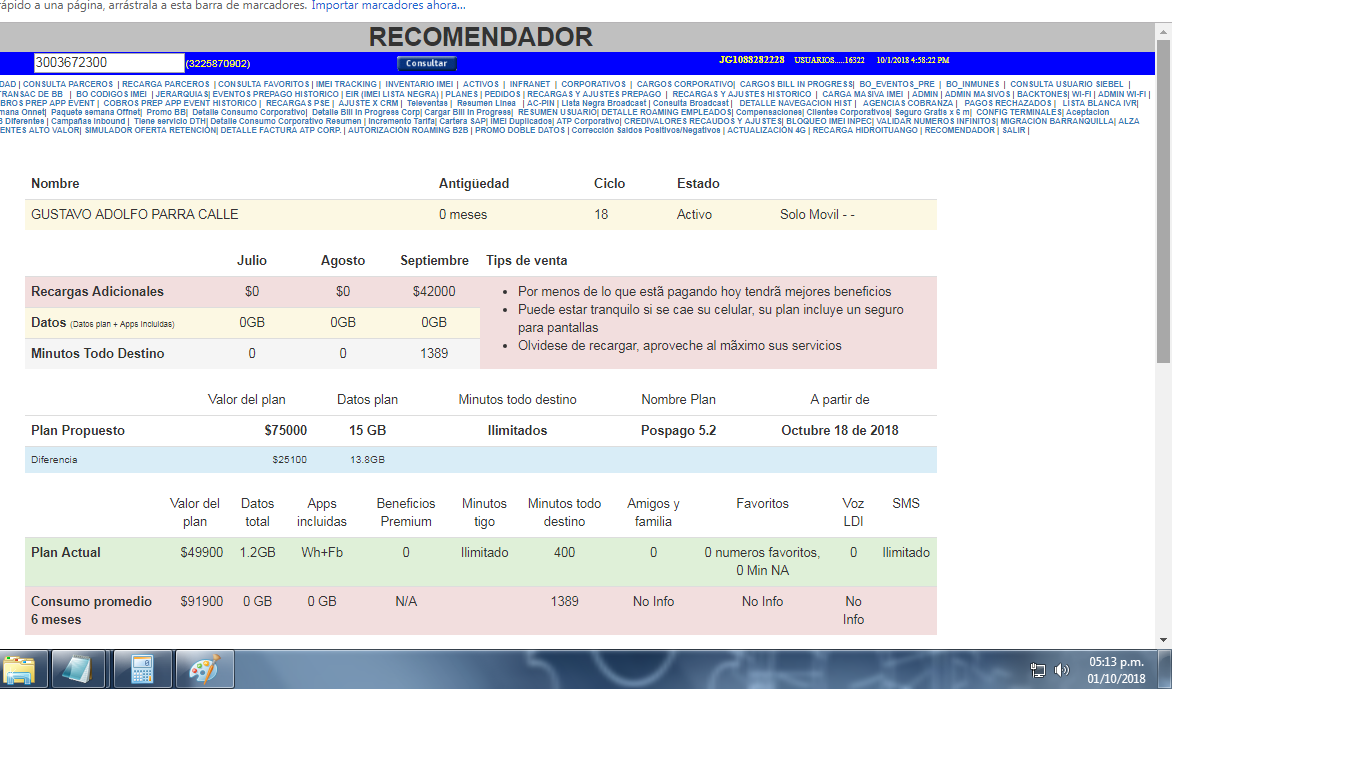 rápido a una página, arrástrala a esta barra de marcadores. Importar marcadores ahora...
RECOMENDADOR
3003672300 (3225870902) Consultar JG1088282228 USUARIOS.....16322 10/1/2018 4:58:22 PM
DAD | CONSULTA PARCEROS | RECARGA PARCEROS | CONSULTA FAVORITOS | IMEI TRACKING | INVENTARIO IMEI | ACTIVOS | INFRANET | CORPORATIVOS | CARGOS CORPORATIVO| CARGOS BILL IN PROGRESS| BO_EVENTOS_PRE | BO_INMUNES | CONSULTA USUARIO SIEBEL |
TRANSAC DE BB | BO CODIGOS IMEI | JERARQUIAS| EVENTOS PREPAGO HISTORICO | EIR (IMEI LISTA NEGRA) | PLANES | PEDIDOS | RECARGAS Y AJUSTES PREPAGO | RECARGAS Y AJUSTES HISTORICO | CARGA MASIVA IMEI | ADMIN | ADMIN MASIVOS | BACKTONES| WI-FI | ADMIN WI-FI |
BROS PREP APP EVENT | COBROS PREP APP EVENT HISTORICO | RECARGAS PSE | AJUSTE X CRM | Televentas | Resumen Linea | AC-PIN | Lista Negra Broadcast | Consulta Broadcast | DETALLE NAVEGACION HIST | AGENCIAS COBRANZA | PAGOS RECHAZADOS | LISTA BLANCA IVR|
mana Onnet| Paquete semana Offnet| Promo BB| Detalle Consumo Corporativo| Detalle Bill in Progress Corp| Cargar Bill in Progress| RESUMEN USUARIO| DETALLE ROAMING EMPLEADOS| Compensaciones| Clientes Corporativos| Seguro Gratis x 6 m| CONFIG TERMINALES| Aceptacion
s Diferentes | Campañas Inbound | Tiene servicio DTH| Detalle Consumo Corporativo Resumen | Incremento Tarifa| Cartera SAP| IMEI Duplicados| ATP Corporativo| CREDIVALORES RECAUDOS Y AJUSTES| BLOQUEO IMEI INPEC| VALIDAR NUMEROS INFINITOS| MIGRACIÓN BARRANQUILLA| ALZA
ENTES ALTO VALOR| SIMULADOR OFERTA RETENCIÓN| DETALLE FACTURA ATP CORP. | AUTORIZACIÓN ROAMING B2B | PROMO DOBLE DATOS | Corrección Saldos Positivos/Negativos | ACTUALIZACIÓN 4G | RECARGA HIDROITUANGO | RECOMENDADOR | SALIR |
Nombre Antigüedad Ciclo Estado
GUSTAVO ADOLFO PARRA CALLE 0 meses 18 Activo Solo Movil - -
Julio Agosto Septiembre Tips de venta
Recargas Adicionales $0 $0 $42000
Datos (Datos plan + Apps Incluidas) 0GB 0GB 0GB
Minutos Todo Destino 0 0 1389
• Por menos de lo que estã pagando hoy tendrã mejores beneficios
• Puede estar tranquilo si se cae su celular, su plan incluye un seguro
para pantallas
• Olvidese de recargar, aproveche al mãximo sus servicios
Valor del plan Datos plan Minutos todo destino Nombre Plan A partir de
Plan Propuesto $75000 15 GB Ilimitados Pospago 5.2 Octubre 18 de 2018
Diferencia $25100 13.8GB
Valor del Datos Apps Beneficios Minutos Minutos todo Amigos y Favoritos Voz SMS
plan total incluidas Premium tigo destino familia LDI
Plan Actual $49900 1.2GB Wh+Fb 0 Ilimitado 400 0 0 numeros favoritos, 0 Ilimitado
0 Min NA
Consumo promedio $91900 0 GB 0 GB N/A 1389 No Info No Info No
6 meses Info
05:13 p.m.
01/10/2018